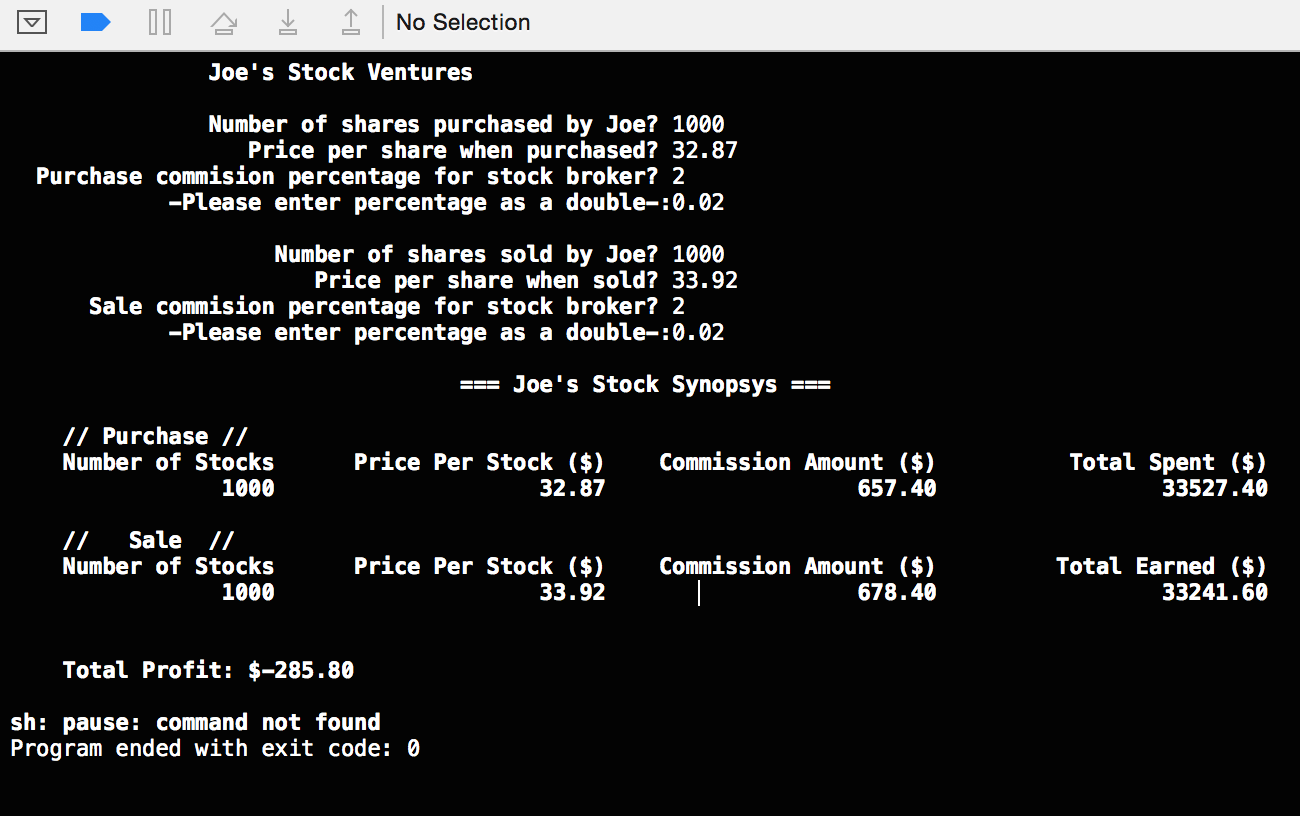 No Selection
Joe's Stock Ventures
Number of shares purchased by Joe? 1000
Price per share when purchased? 32.87
Purchase commision percentage for stock broker? 2
-Please enter percentage as a double-:0.02
Number of shares sold by Joe? 1000
Price per share when sold? 33.92
Sale commision percentage for stock broker? 2
-Please enter percentage as a double-:0.02
=== Joe's Stock Synopsys ===
// Purchase //
Number of Stocks Price Per Stock ($) Commission Amount ($) Total Spent ($)
1000 32.87 657.40 33527.40
// Sale //
Number of Stocks Price Per Stock ($) Commission Amount ($) Total Earned ($)
1000 33.92 678.40 33241.60
Total Profit: $-285.80
sh: pause: command not found
Program ended with exit code: 0